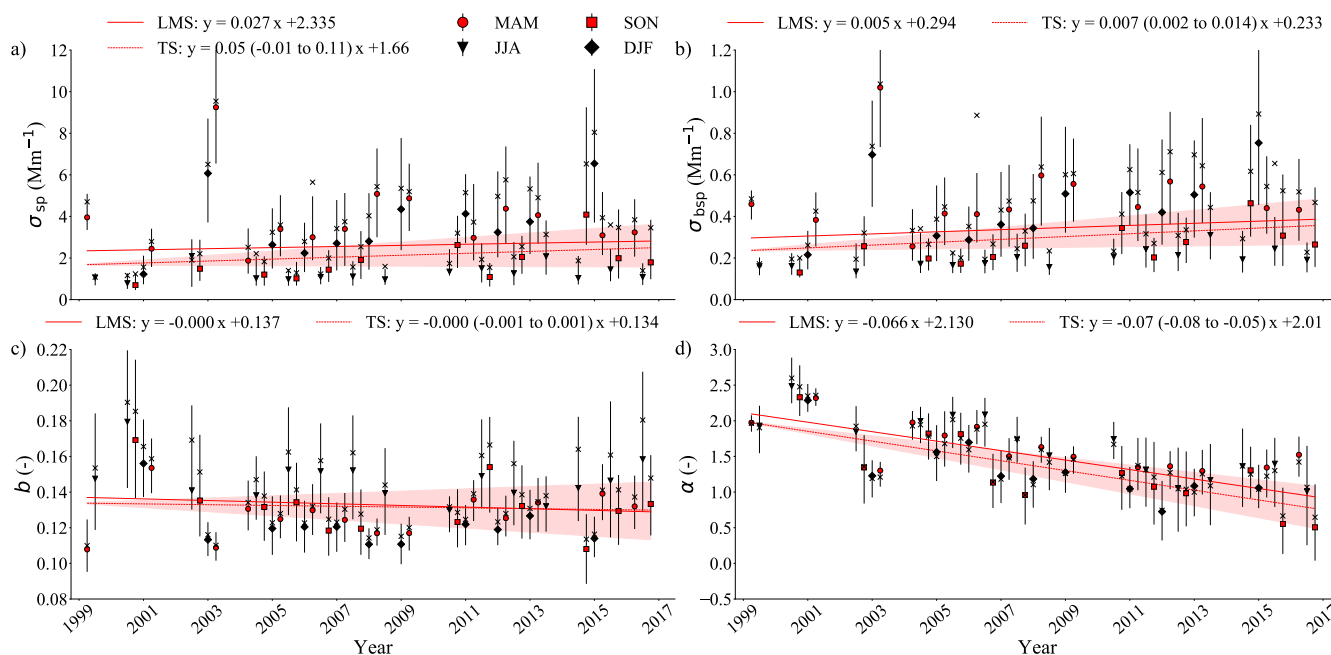 LMS: y = 0.027 x +2.335
MAM
SON
LMS: y = 0.005 x +0.294
TS: y = 0.007 (0.002 to 0.014) x +0.233
TS: y = 0.05 (-0.01 to 0.11) x +1.66
JJA
DJF
a)
12
10
8
6
4
2
0
σsp (Mm−1)
b)
1.2
1.0
0.8
0.6
0.4
0.2
0.0
σbsp (Mm−1)
LMS: y = -0.000 x +0.137
TS: y = -0.000 (-0.001 to 0.001) x +0.134
LMS: y = -0.066 x +2.130
TS: y = -0.07 (-0.08 to -0.05) x +2.01
c)
0.22
0.20
0.18
0.16
0.14
0.12
0.10
0.08
b (-)
1999
2001
2003
2005
2007
2009
2011
2013
2015
2017
Year
d)
3.0
2.5
2.0
1.5
1.0
0.5
0.0
−0.5
α (-)
1999
2001
2003
2005
2007
2009
2011
2013
2015
2017
Year